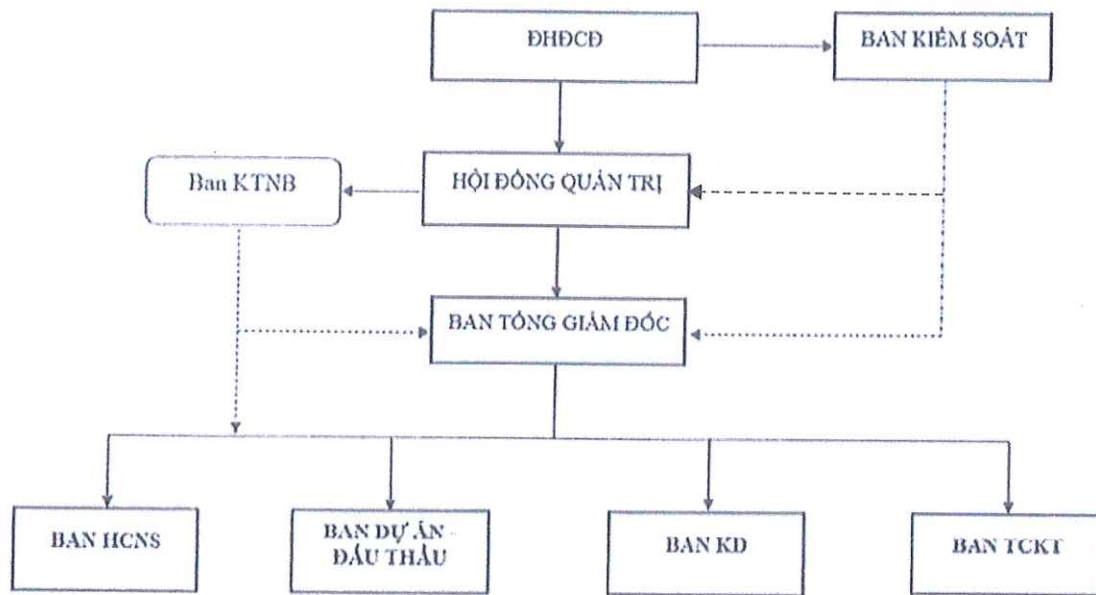 ĐHĐCĐ
BAN KIỂM SOÁT
Ban KTNB
HỘI ĐỒNG QUẢN TRỊ
BAN TỔNG GIÁM ĐỐC
BAN HCNS
BAN DỰ ÁN -
ĐẤU THẦU
BAN KD
BAN TCKT